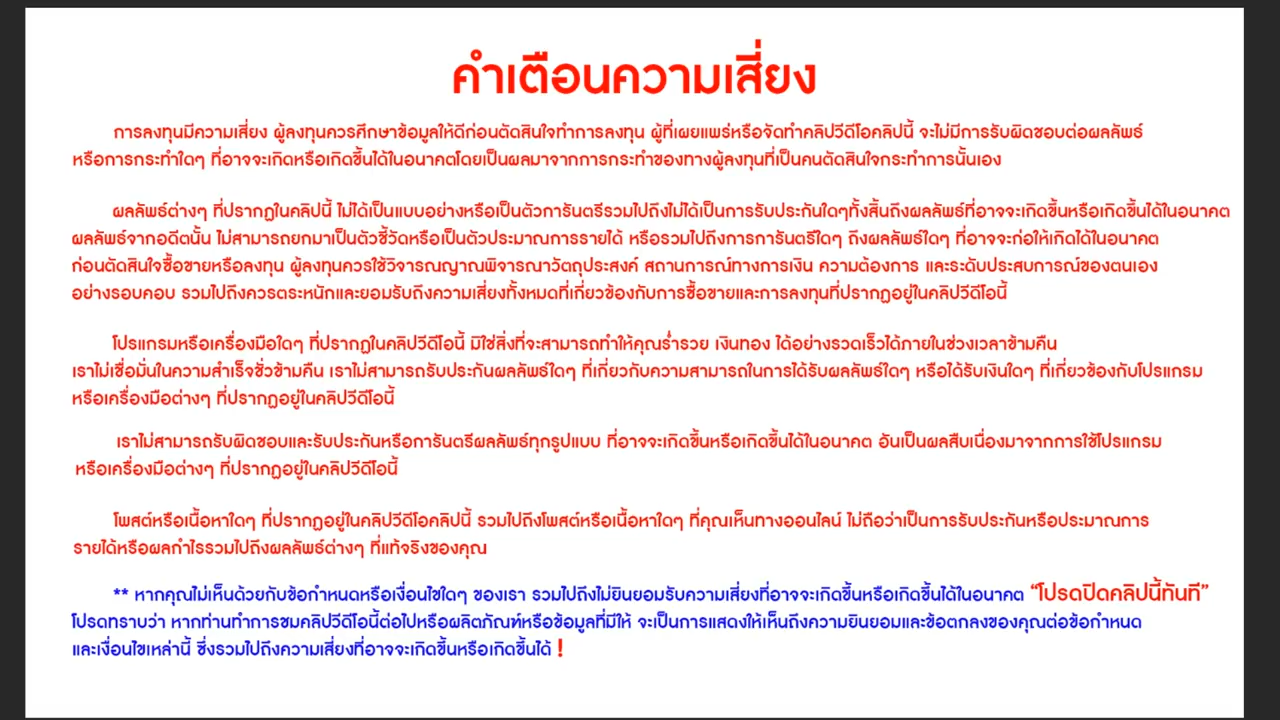 คำเตือนความเสี่ยง
การลงทุนมีความเสี่ยง ผู้ลงทุนควรศึกษาข้อมูลให้ดีก่อนตัดสินใจทำการลงทุน ผู้ที่เผยแพร่หรือจัดทำคลิปวีดีโอคลิปนี้ จะไม่มีการรับผิดชอบต่อผลลัพธ์
หรือการกระทำใดๆ ที่อาจจะเกิดหรือเกิดขึ้นได้ในอนาคตโดยเป็นผลมาจากการกระทำของทางผู้ลงทุนที่เป็นคนตัดสินใจกระทำการนั้นเอง
ผลลัพธ์ต่างๆ ที่ปรากฏในคลิปนี้ ไม่ได้เป็นแบบอย่างหรือเป็นตัวการันตรีรวมไปถึงไม่ได้เป็นการรับประกันใดๆทั้งสิ้นถึงผลลัพธ์ที่อาจจะเกิดขึ้นหรือเกิดขึ้นได้ในอนาคต
ผลลัพธ์จากอดีตนั้น ไม่สามารถยกมาเป็นตัวชี้วัดหรือเป็นตัวประมาณการรายได้ หรือรวมไปถึงการการันตรีใดๆ ถึงผลลัพธ์ใดๆ ที่อาจจะก่อให้เกิดได้ในอนาคต
ก่อนตัดสินใจซื้อขายหรือลงทุน ผู้ลงทุนควรใช้วิจารณญาณพิจารณาวัตถุประสงค์ สถานการณ์ทางการเงิน ความต้องการ และระดับประสบการณ์ของตนเอง
อย่างรอบคอบ รวมไปถึงควรตระหนักและยอมรับถึงความเสี่ยงทั้งหมดที่เกี่ยวข้องกับการซื้อขายและการลงทุนที่ปรากฏอยู่ในคลิปวีดีโอนี้
โปรแกรมหรือเครื่องมือใดๆ ที่ปรากฏในคลิปวีดีโอนี้ มิใช่สิ่งที่จะสามารถทำให้คุณร่ำรวย เงินทอง ได้อย่างรวดเร็วได้ภายในช่วงเวลาข้ามคืน
เราไม่เชื่อมั่นในความสำเร็จชั่วข้ามคืน เราไม่สามารถรับประกันผลลัพธ์ใดๆ ที่เกี่ยวกับความสามารถในการได้รับผลลัพธ์ใดๆ หรือได้รับเงินใดๆ ที่เกี่ยวข้องกับโปรแกรม
หรือเครื่องมือต่างๆ ที่ปรากฏอยู่ในคลิปวีดีโอนี้
เราไม่สามารถรับผิดชอบและรับประกันหรือการันตรีผลลัพธ์ทุกรูปแบบ ที่อาจจะเกิดขึ้นหรือเกิดขึ้นได้ในอนาคต อันเป็นผลสืบเนื่องมาจากการใช้โปรแกรม
หรือเครื่องมือต่างๆ ที่ปรากฏอยู่ในคลิปวีดีโอนี้
โพสต์หรือเนื้อหาใดๆ ที่ปรากฏอยู่ในคลิปวีดีโอคลิปนี้ รวมไปถึงโพสต์หรือเนื้อหาใดๆ ที่คุณเห็นทางออนไลน์ ไม่ถือว่าเป็นการรับประกันหรือประมาณการ
รายได้หรือผลกำไรรวมไปถึงผลลัพธ์ต่างๆ ที่แท้จริงของคุณ
** หากคุณไม่เห็นด้วยกับข้อกำหนดหรือเงื่อนไขใดๆ ของเรา รวมไปถึงไม่ยินยอมรับความเสี่ยงที่อาจจะเกิดขึ้นหรือเกิดขึ้นได้ในอนาคต “โปรดปิดคลิปนี้ทันที”
โปรดทราบว่า หากท่านทำการชมคลิปวีดีโอนี้ต่อไปหรือผลิตภัณฑ์หรือข้อมูลที่มีให้ จะเป็นการแสดงให้เห็นถึงความยินยอมและข้อตกลงของคุณต่อข้อกำหนด
และเงื่อนไขเหล่านี้ ซึ่งรวมไปถึงความเสี่ยงที่อาจจะเกิดขึ้นหรือเกิดขึ้นได้ !